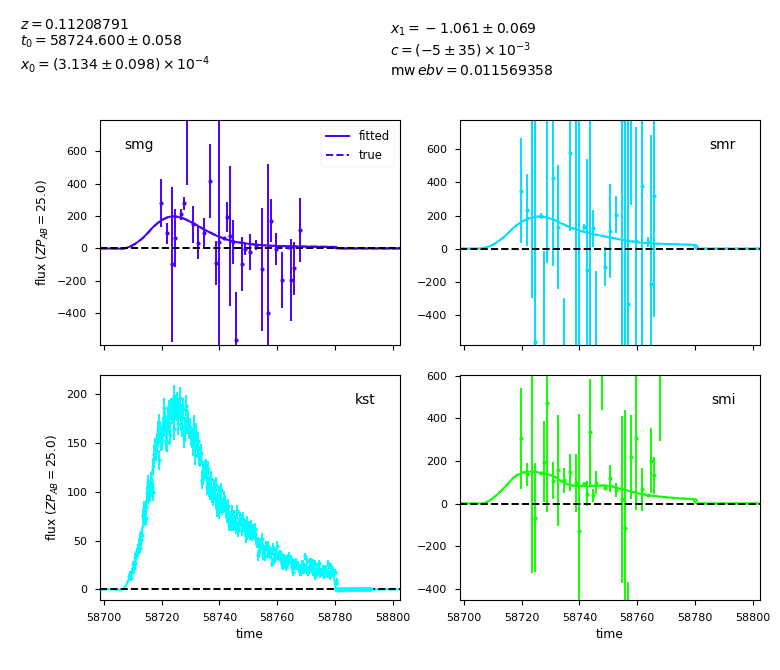 z = 0.11208791
t0 = 58724.600 ± 0.058
x0 = (3.134 ± 0.098) × 10^−4
x1 = −1.061 ± 0.069
c = (−5 ± 35) × 10^−3
mw ebv = 0.011569358
smg
fitted
true
600
400
200
0
−200
−400
flux (ZP_AB = 25.0)
smr
600
400
200
0
−200
−400
kst
200
150
100
50
0
flux (ZP_AB = 25.0)
58700 58720 58740 58760 58780 58800
time
smi
600
400
200
0
−200
−400
58700 58720 58740 58760 58780 58800
time